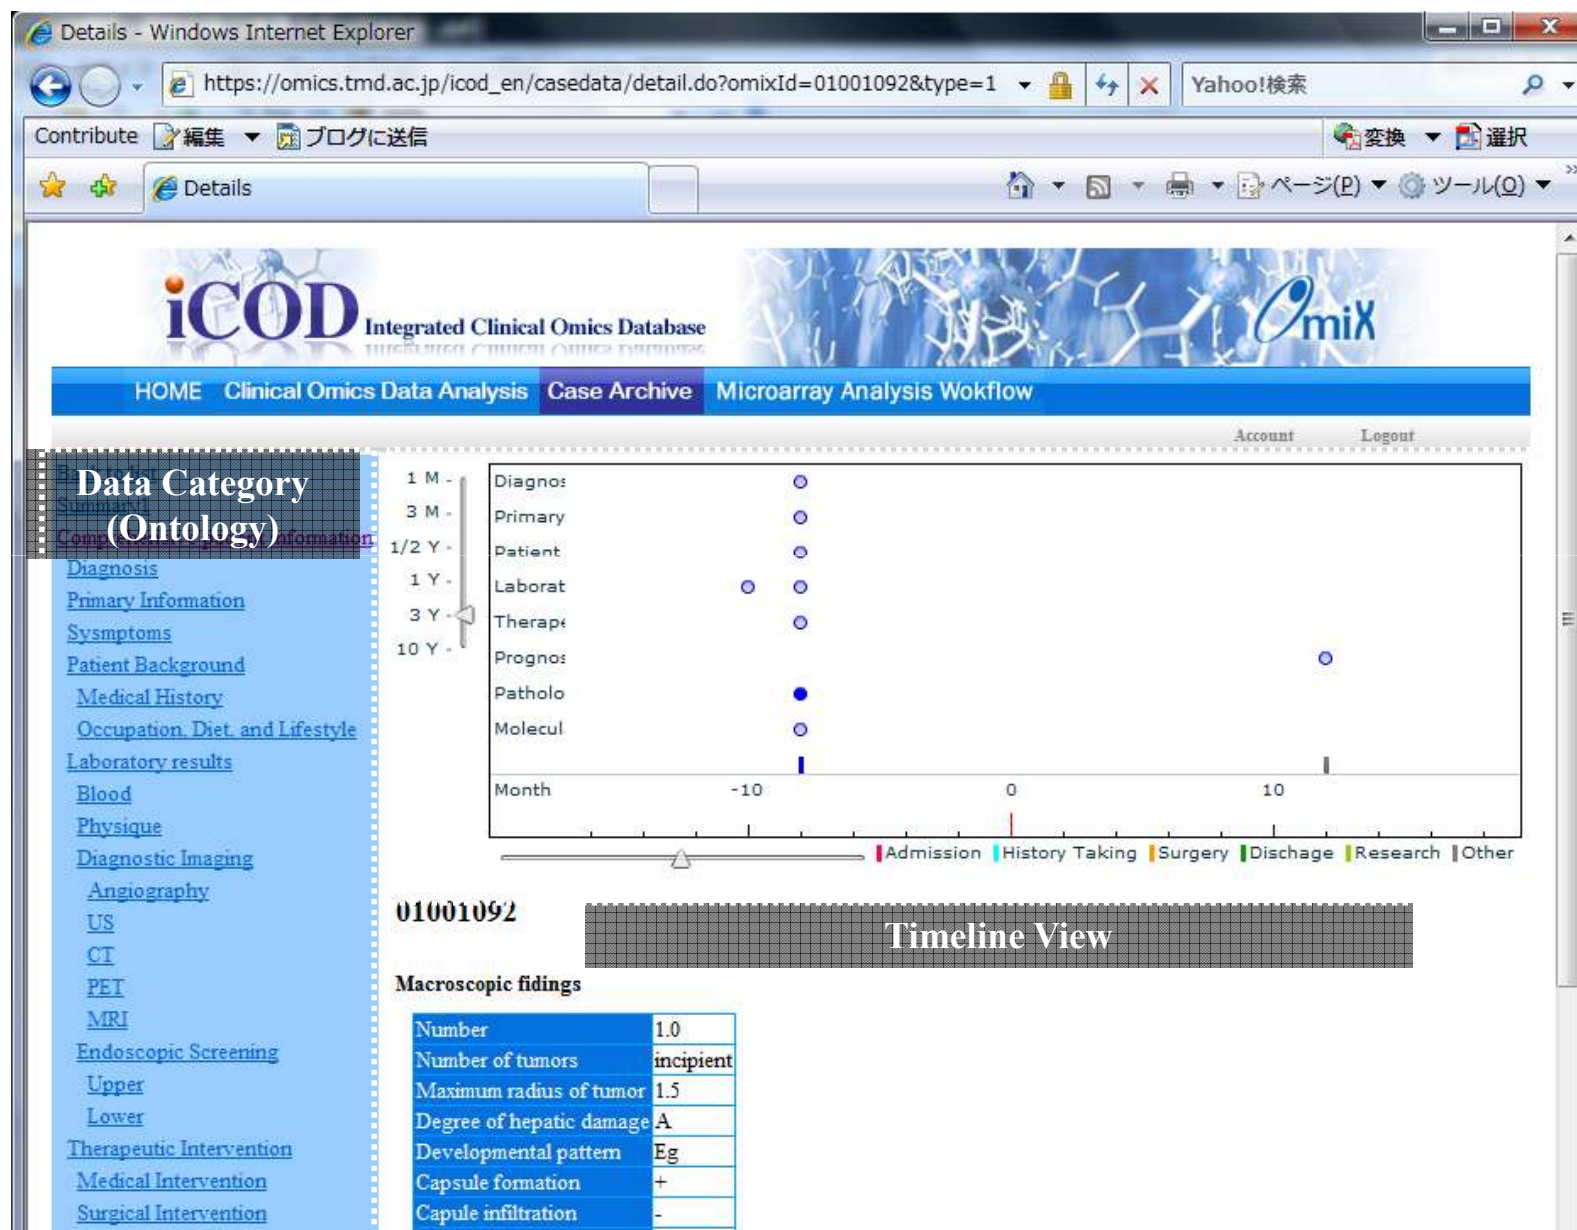 Details - Windows Internet Explorer
https://omics.tmd.ac.jp/icod_en/casedata/detail.do?omixId=01001092&type=1
Yahoo!検索
Contribute 編集 ブログに送信 変換 選択
Details ページ(P) ツール(O)
iCOD Integrated Clinical Omics Database OmiX
HOME Clinical Omics Data Analysis Case Archive Microarray Analysis Wokflow
Account Logout
Data Category
(Ontology)
Diagnosis
Primary Information
Sysmptoms
Patient Background
Medical History
Occupation, Diet, and Lifestyle
Laboratory results
Blood
Physique
Diagnostic Imaging
Angiography
US
CT
PET
MRI
Endoscopic Screening
Upper
Lower
Therapeutic Intervention
Medical Intervention
Surgical Intervention
1 M
3 M
1/2 Y
1 Y
3 Y
10 Y
Diagnos
Primary
Patient
Laborat
Therape
Prognos
Patholo
Molecul
Month -10 0 10
Admission History Taking Surgery Dischage Research Other
01001092
Timeline View
Macroscopic fidings
Number 1.0
Number of tumors incipient
Maximum radius of tumor 1.5
Degree of hepatic damage A
Developmental pattern Eg
Capsule formation +
Capule infiltration -